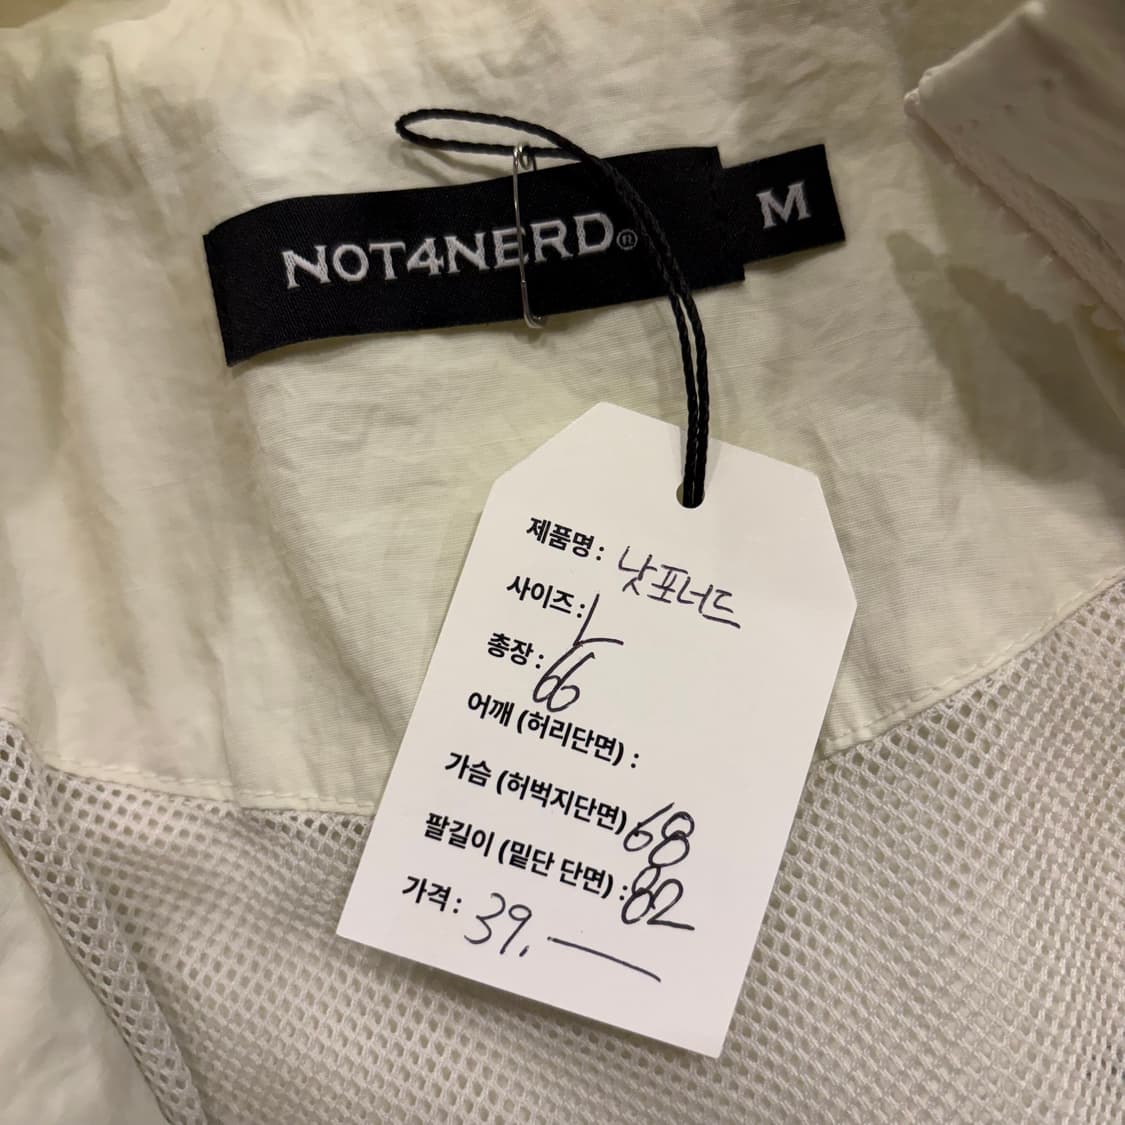 NOT4NERD®
M
제품명 : 낫포너드
사이즈 : L
총장 : 66
어깨 (허리단면) :
가슴 (허벅지단면) 68
팔길이 (밑단 단면) : 82
가격 : 39.—